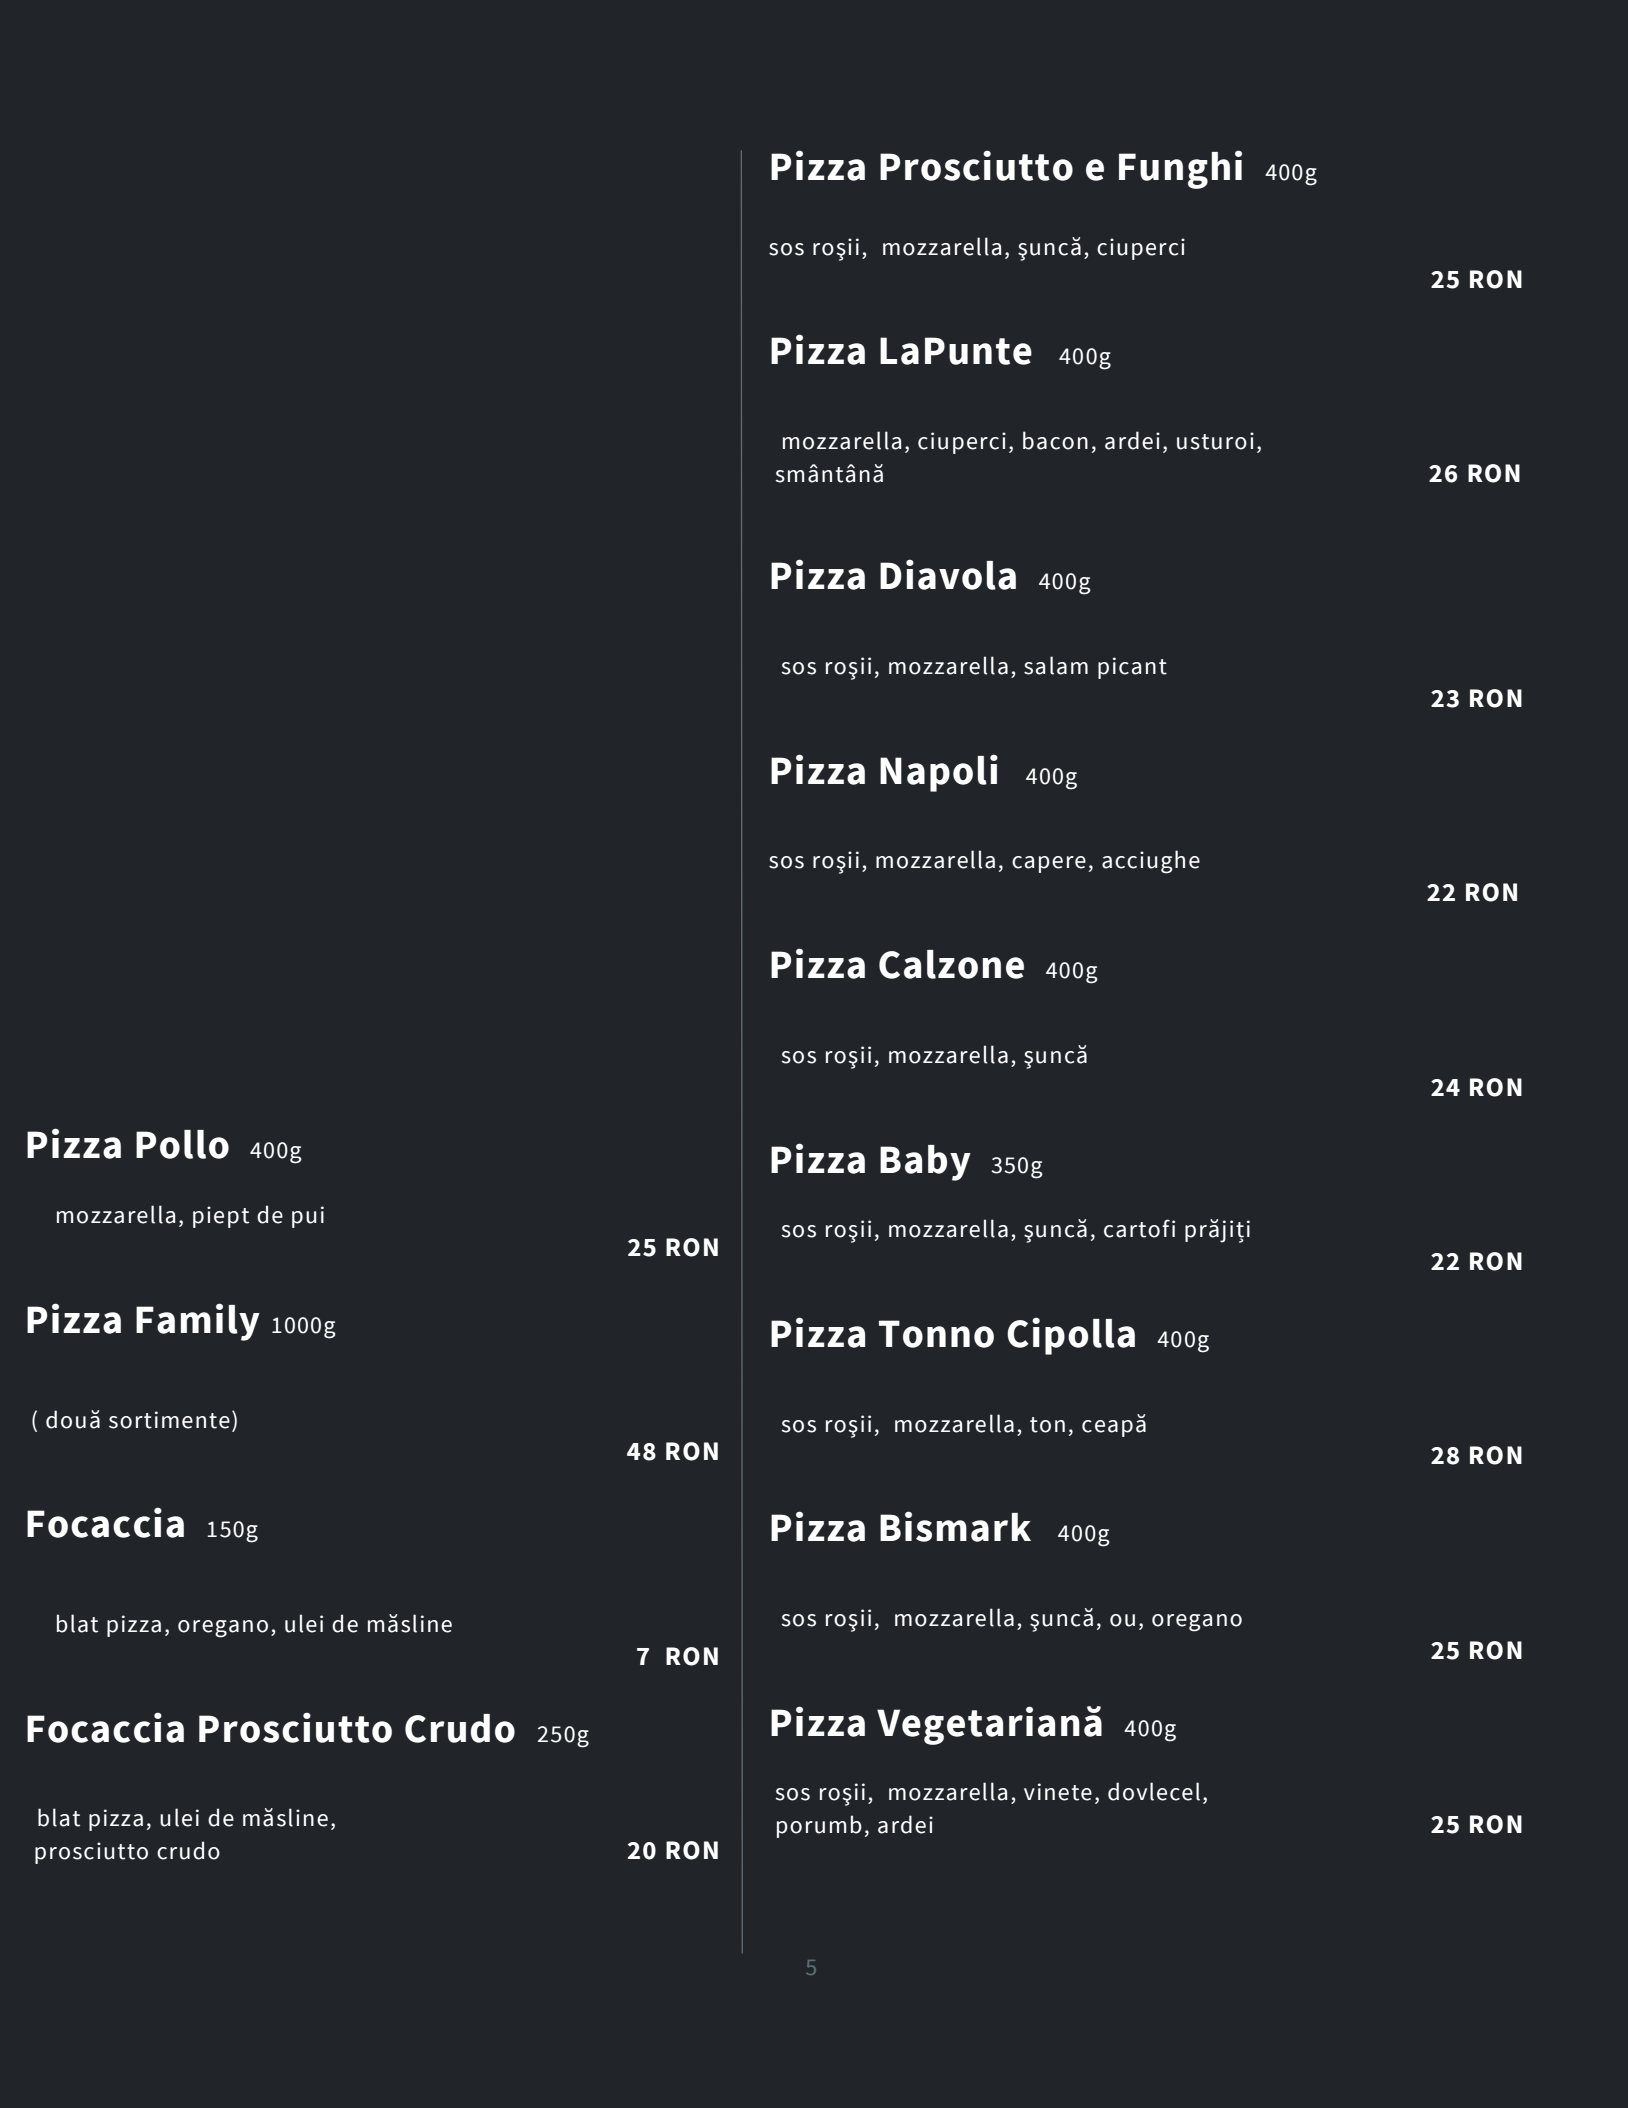 Pizza Pollo 400g
mozzarella, piept de pui
25 RON
Pizza Family 1000g
( două sortimente)
48 RON
Focaccia 150g
blat pizza, oregano, ulei de măsline
7 RON
Focaccia Prosciutto Crudo 250g
blat pizza, ulei de măsline,
prosciutto crudo
20 RON
Pizza Prosciutto e Funghi 400g
sos roşii, mozzarella, şuncă, ciuperci
25 RON
Pizza LaPunte 400g
mozzarella, ciuperci, bacon, ardei, usturoi,
smântână
26 RON
Pizza Diavola 400g
sos roşii, mozzarella, salam picant
23 RON
Pizza Napoli 400g
sos roşii, mozzarella, capere, acciughe
22 RON
Pizza Calzone 400g
sos roşii, mozzarella, şuncă
24 RON
Pizza Baby 350g
sos roşii, mozzarella, şuncă, cartofi prăjiți
22 RON
Pizza Tonno Cipolla 400g
sos roşii, mozzarella, ton, ceapă
28 RON
Pizza Bismark 400g
sos roşii, mozzarella, şuncă, ou, oregano
25 RON
Pizza Vegetariană 400g
sos roşii, mozzarella, vinete, dovlecel,
porumb, ardei
25 RON
5